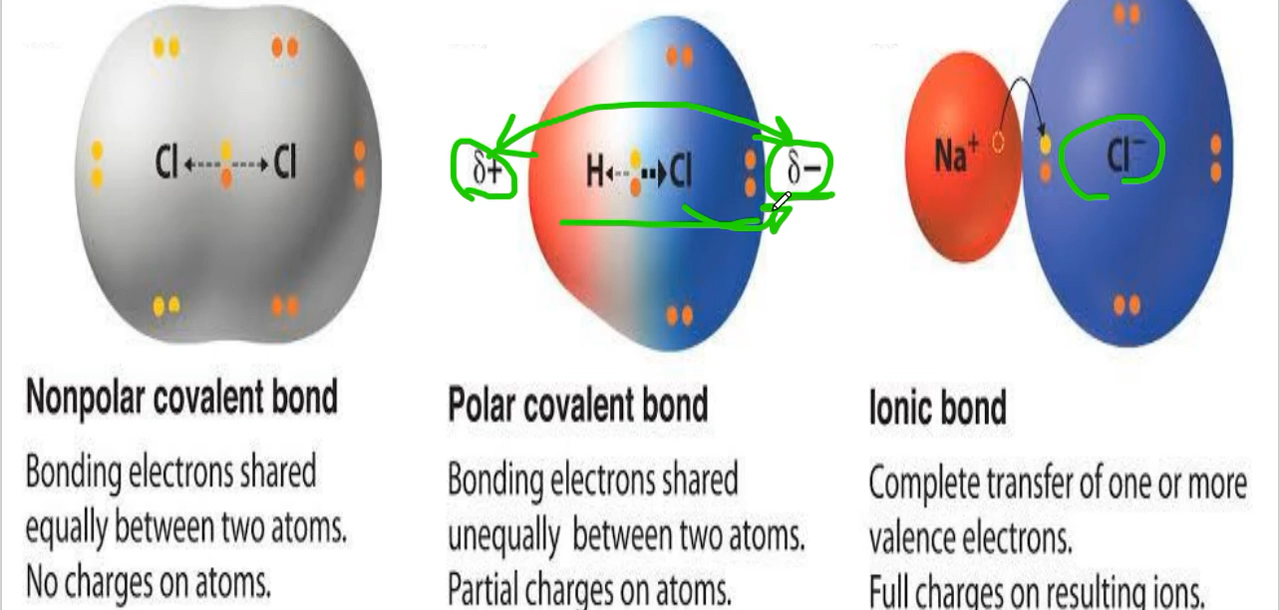 Cl Cl
δ+ H Cl δ−
Na⁺ Cl⁻
Nonpolar covalent bond
Bonding electrons shared
equally between two atoms.
No charges on atoms.
Polar covalent bond
Bonding electrons shared
unequally between two atoms.
Partial charges on atoms.
Ionic bond
Complete transfer of one or more
valence electrons.
Full charges on resulting ions.